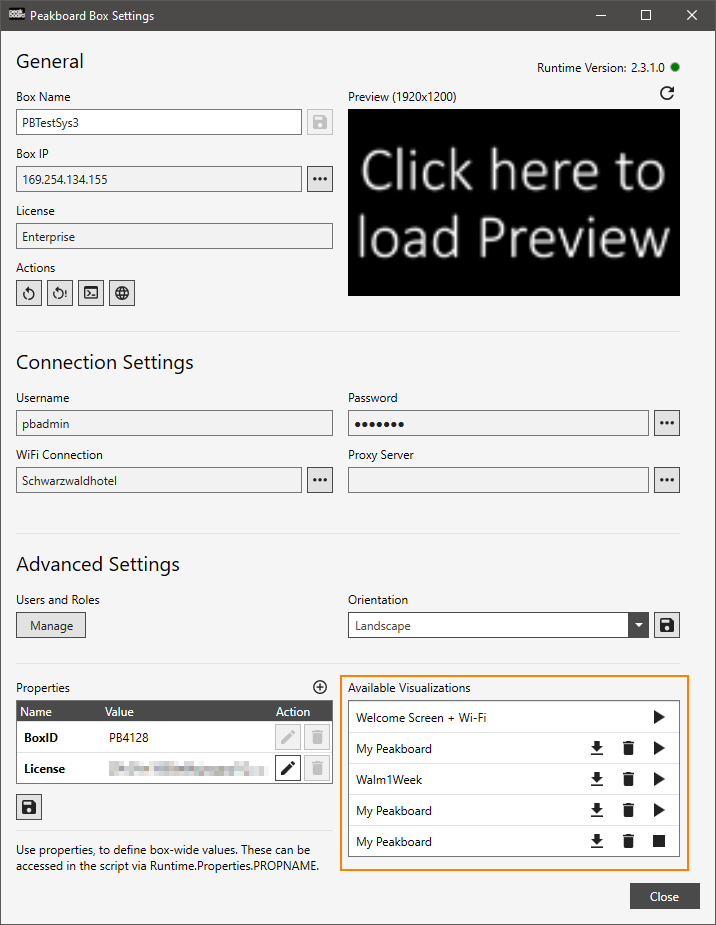 peak board
Peakboard Box Settings
General
Runtime Version: 2.3.1.0
Box Name
Preview (1920x1200)
PBTestSys3
Click here to
load Preview
Box IP
169.254.134.155
License
Enterprise
Actions
Connection Settings
Username
Password
pbadmin
•••••••
WiFi Connection
Proxy Server
Schwarzwaldhotel
Advanced Settings
Users and Roles
Orientation
Manage
Landscape
Properties
Name Value Action
BoxID PB4128
License
Use properties, to define box-wide values. These can be
accessed in the script via Runtime.Properties.PROPNAME.
Available Visualizations
Welcome Screen + Wi-Fi
My Peakboard
Walm1Week
My Peakboard
My Peakboard
Close